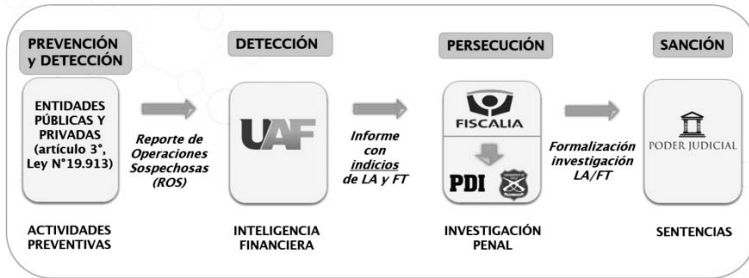 PREVENCIÓN
y DETECCIÓN
DETECCIÓN
PERSECUCIÓN
SANCIÓN
ENTIDADES
PÚBLICAS Y
PRIVADAS
(artículo 3°,
Ley N°19.913)
Reporte de
Operaciones
Sospechosas
(ROS)
UAF
Informe
con
indicios
de LA y FT
FISCALIA
PDI
Formalización
investigación
LA/FT
PODER JUDICIAL
ACTIVIDADES
PREVENTIVAS
INTELIGENCIA
FINANCIERA
INVESTIGACIÓN
PENAL
SENTENCIAS